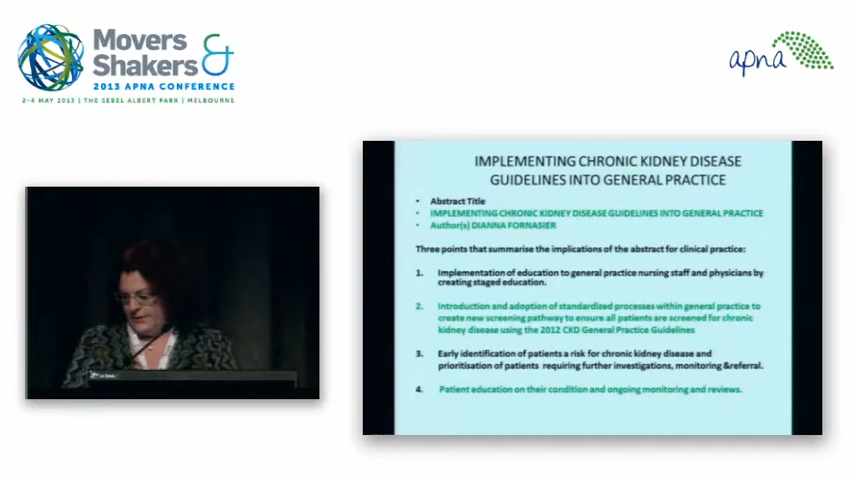 Movers
Shakers &
2013 APNA CONFERENCE
2-4 MAY 2013 | THE SEBEL ALBERT PARK | MELBOURNE
apna
IMPLEMENTING CHRONIC KIDNEY DISEASE
GUIDELINES INTO GENERAL PRACTICE
• Abstract Title
• IMPLEMENTING CHRONIC KIDNEY DISEASE GUIDELINES INTO GENERAL PRACTICE
• Author(s) DIANNA FORNASIER
Three points that summarise the implications of the abstract for clinical practice:
1. Implementation of education to general practice nursing staff and physicians by
creating staged education.
2. Introduction and adoption of standardized processes within general practice to
create new screening pathway to ensure all patients are screened for chronic
kidney disease using the 2012 CKD General Practice Guidelines
3. Early identification of patients a risk for chronic kidney disease and
prioritisation of patients requiring further investigations, monitoring &referral.
4. Patient education on their condition and ongoing monitoring and reviews.